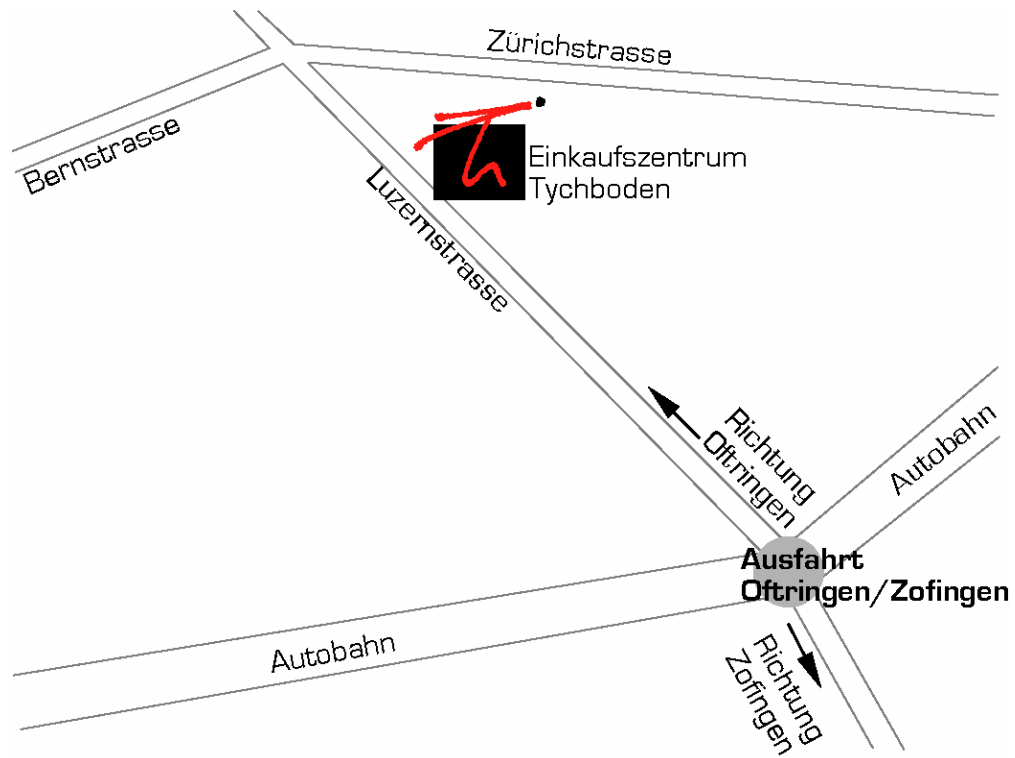 Zürichstrasse
Bernstrasse
Einkaufszentrum
Tychboden
Luzernstrasse
Richtung
Oftringen
Autobahn
Ausfahrt
Oftringen/Zofingen
Autobahn
Richtung
Zofingen